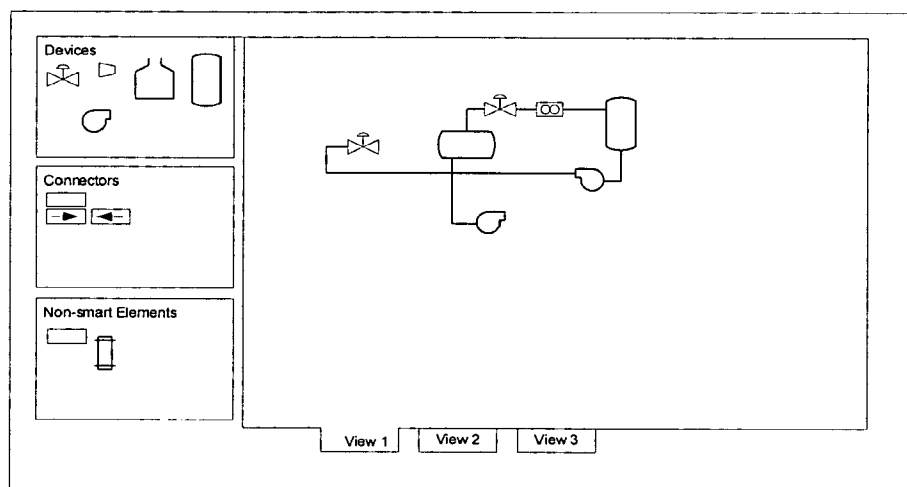 Devices
Connectors
Non-smart Elements
View 1
View 2
View 3